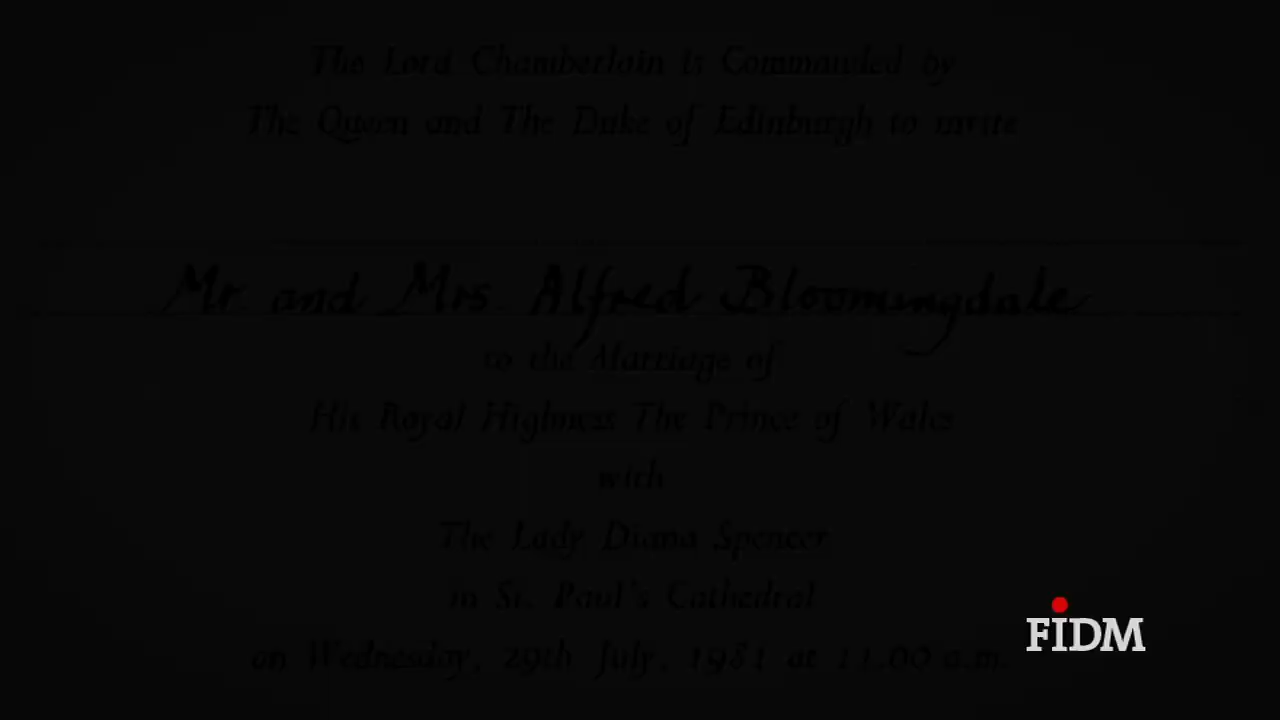 The Lord Chamberlain is Commanded by
The Queen and The Duke of Edinburgh to invite
Mr. and Mrs. Alfred Bloomingdale
to the Marriage of
His Royal Highness The Prince of Wales
with
The Lady Diana Spencer
in St. Paul's Cathedral
on Wednesday, 29th July, 1981 at 11.00 a.m.
FIDM